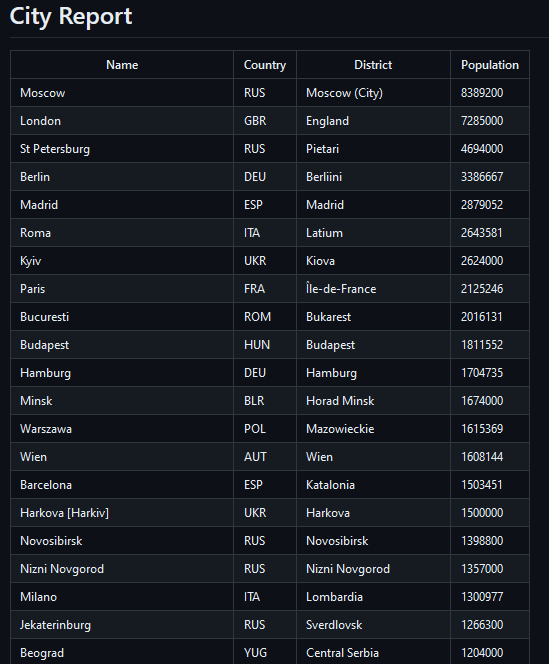 City Report
Name Country District Population
Moscow RUS Moscow (City) 8389200
London GBR England 7285000
St Petersburg RUS Pietari 4694000
Berlin DEU Berliini 3386667
Madrid ESP Madrid 2879052
Roma ITA Latium 2643581
Kyiv UKR Kiova 2624000
Paris FRA Île-de-France 2125246
Bucuresti ROM Bukarest 2016131
Budapest HUN Budapest 1811552
Hamburg DEU Hamburg 1704735
Minsk BLR Horad Minsk 1674000
Warszawa POL Mazowieckie 1615369
Wien AUT Wien 1608144
Barcelona ESP Katalonia 1503451
Harkova [Harkiv] UKR Harkova 1500000
Novosibirsk RUS Novosibirsk 1398800
Nizni Novgorod RUS Nizni Novgorod 1357000
Milano ITA Lombardia 1300977
Jekaterinburg RUS Sverdlovsk 1266300
Beograd YUG Central Serbia 1204000